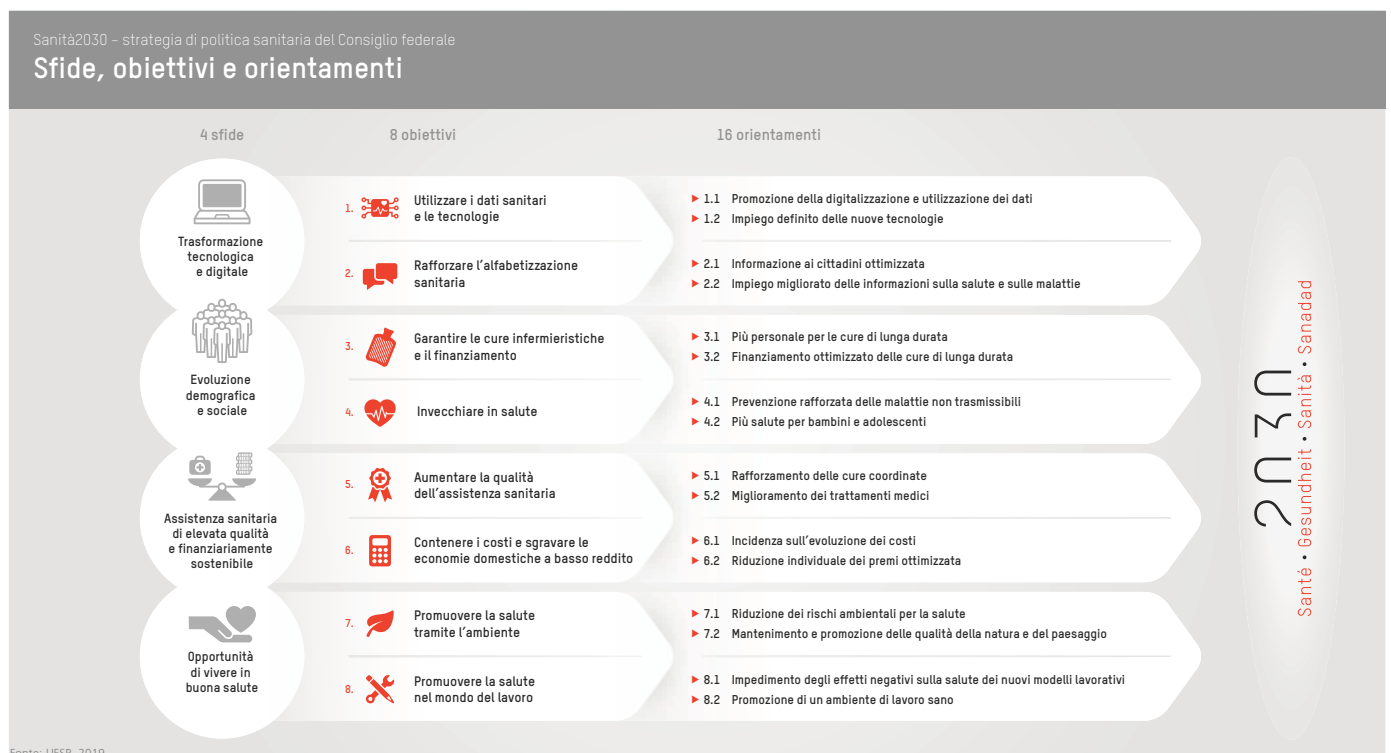 Sanità2030 – strategia di politica sanitaria del Consiglio federale
Sfide, obiettivi e orientamenti
4 sfide
8 obiettivi
16 orientamenti
Trasformazione
tecnologica
e digitale
1. Utilizzare i dati sanitari
e le tecnologie
▶ 1.1 Promozione della digitalizzazione e utilizzazione dei dati
▶ 1.2 Impiego definito delle nuove tecnologie
2. Rafforzare l'alfabetizzazione
sanitaria
▶ 2.1 Informazione ai cittadini ottimizzata
▶ 2.2 Impiego migliorato delle informazioni sulla salute e sulle malattie
Evoluzione
demografica
e sociale
3. Garantire le cure infermieristiche
e il finanziamento
▶ 3.1 Più personale per le cure di lunga durata
▶ 3.2 Finanziamento ottimizzato delle cure di lunga durata
4. Invecchiare in salute
▶ 4.1 Prevenzione rafforzata delle malattie non trasmissibili
▶ 4.2 Più salute per bambini e adolescenti
Assistenza sanitaria
di elevata qualità
e finanziariamente
sostenibile
5. Aumentare la qualità
dell'assistenza sanitaria
▶ 5.1 Rafforzamento delle cure coordinate
▶ 5.2 Miglioramento dei trattamenti medici
6. Contenere i costi e sgravare le
economie domestiche a basso reddito
▶ 6.1 Incidenza sull'evoluzione dei costi
▶ 6.2 Riduzione individuale dei premi ottimizzata
Opportunità
di vivere in
buona salute
7. Promuovere la salute
tramite l'ambiente
▶ 7.1 Riduzione dei rischi ambientali per la salute
▶ 7.2 Mantenimento e promozione delle qualità della natura e del paesaggio
8. Promuovere la salute
nel mondo del lavoro
▶ 8.1 Impedimento degli effetti negativi sulla salute dei nuovi modelli lavorativi
▶ 8.2 Promozione di un ambiente di lavoro sano
2030
Santé • Gesundheit • Sanità • Sanadad
Fonte: UFSP, 2019